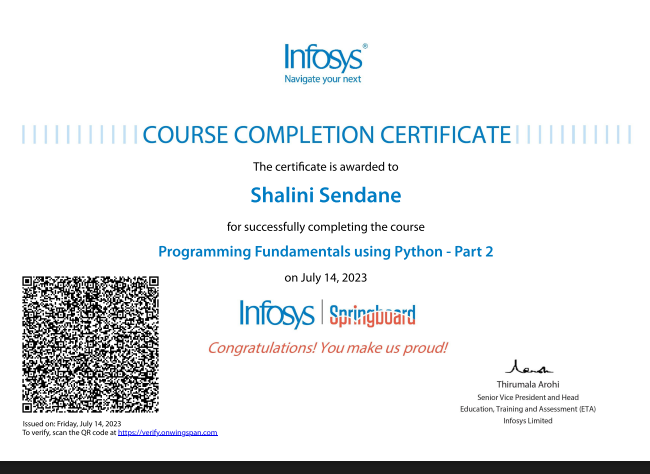 Infosys®
Navigate your next
COURSE COMPLETION CERTIFICATE
The certificate is awarded to
Shalini Sendane
for successfully completing the course
Programming Fundamentals using Python - Part 2
on July 14, 2023
Infosys | Springboard
Congratulations! You make us proud!
Thirumala Arohi
Senior Vice President and Head
Education, Training and Assessment (ETA)
Infosys Limited
Issued on: Friday, July 14, 2023
To verify, scan the QR code at https://verify.onwingspan.com